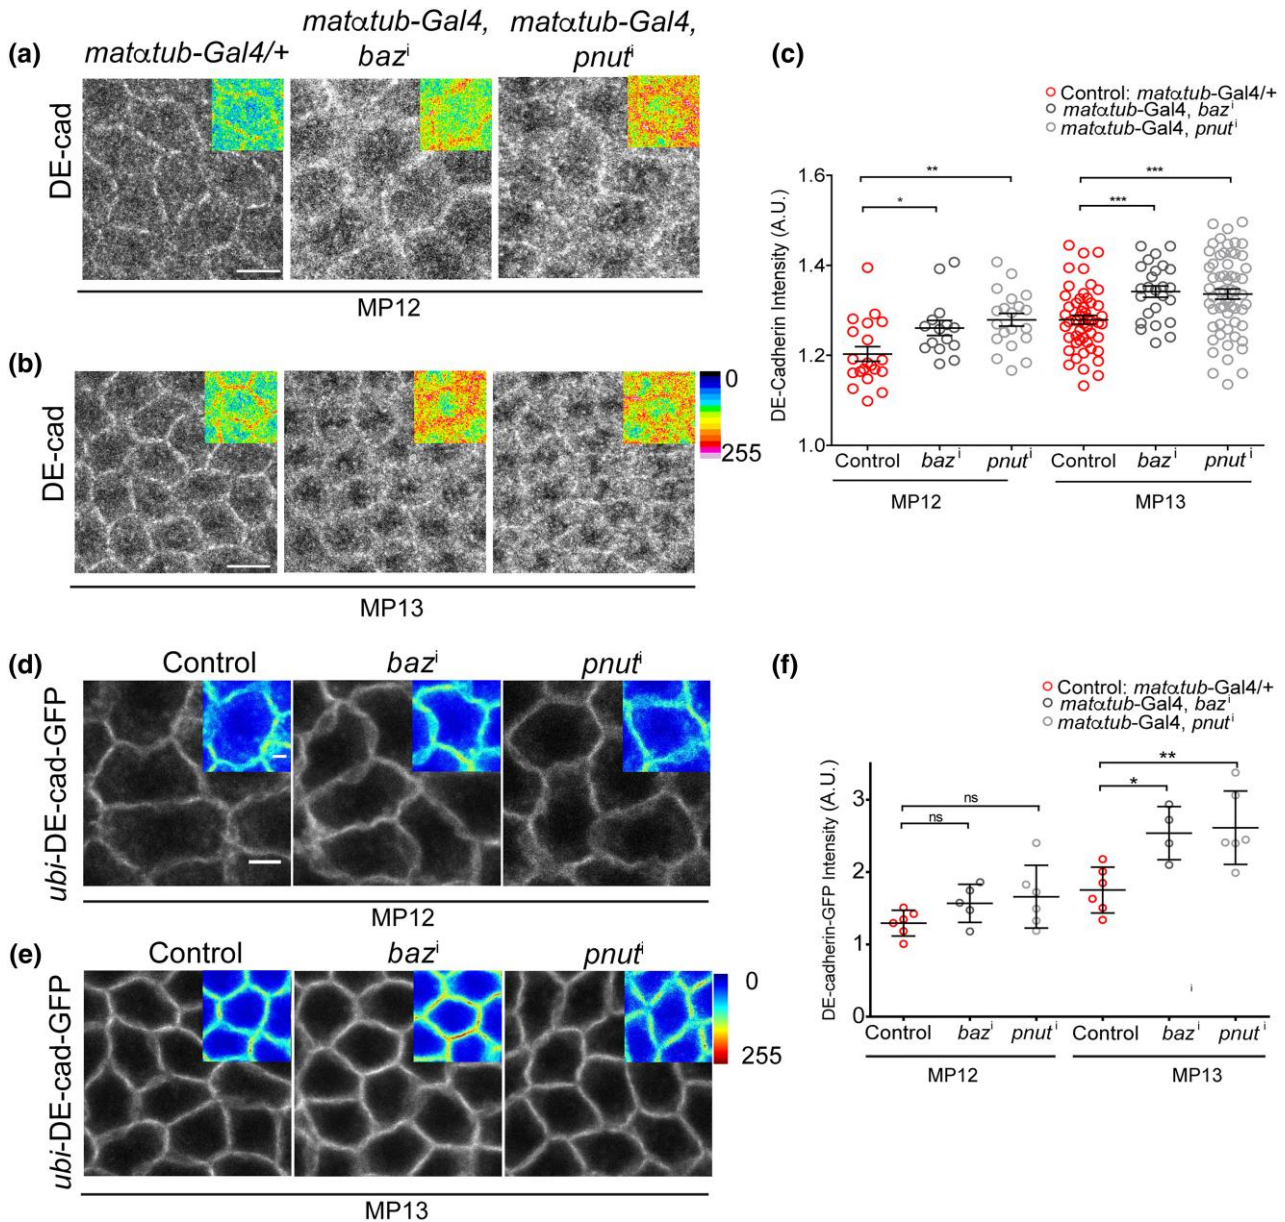 (a)
matαtub-Gal4/+
matαtub-Gal4,
bazⁱ
matαtub-Gal4,
pnutⁱ
DE-cad
MP12
(b)
DE-cad
0
255
MP13
(c)
Control: matαtub-Gal4/+
matαtub-Gal4, bazⁱ
matαtub-Gal4, pnutⁱ
DE-Cadherin Intensity (A.U.)
1.6
1.4
1.2
1.0
*
**
***
***
Control bazⁱ pnutⁱ Control bazⁱ pnutⁱ
MP12 MP13
(d)
Control bazⁱ pnutⁱ
ubi-DE-cad-GFP
MP12
(e)
Control bazⁱ pnutⁱ
ubi-DE-cad-GFP
0
255
MP13
(f)
Control: matαtub-Gal4/+
matαtub-Gal4, bazⁱ
matαtub-Gal4, pnutⁱ
DE-cadherin-GFP Intensity (A.U.)
3
2
1
0
ns
ns
**
*
i
Control bazⁱ pnutⁱ Control bazⁱ pnutⁱ
MP12 MP13